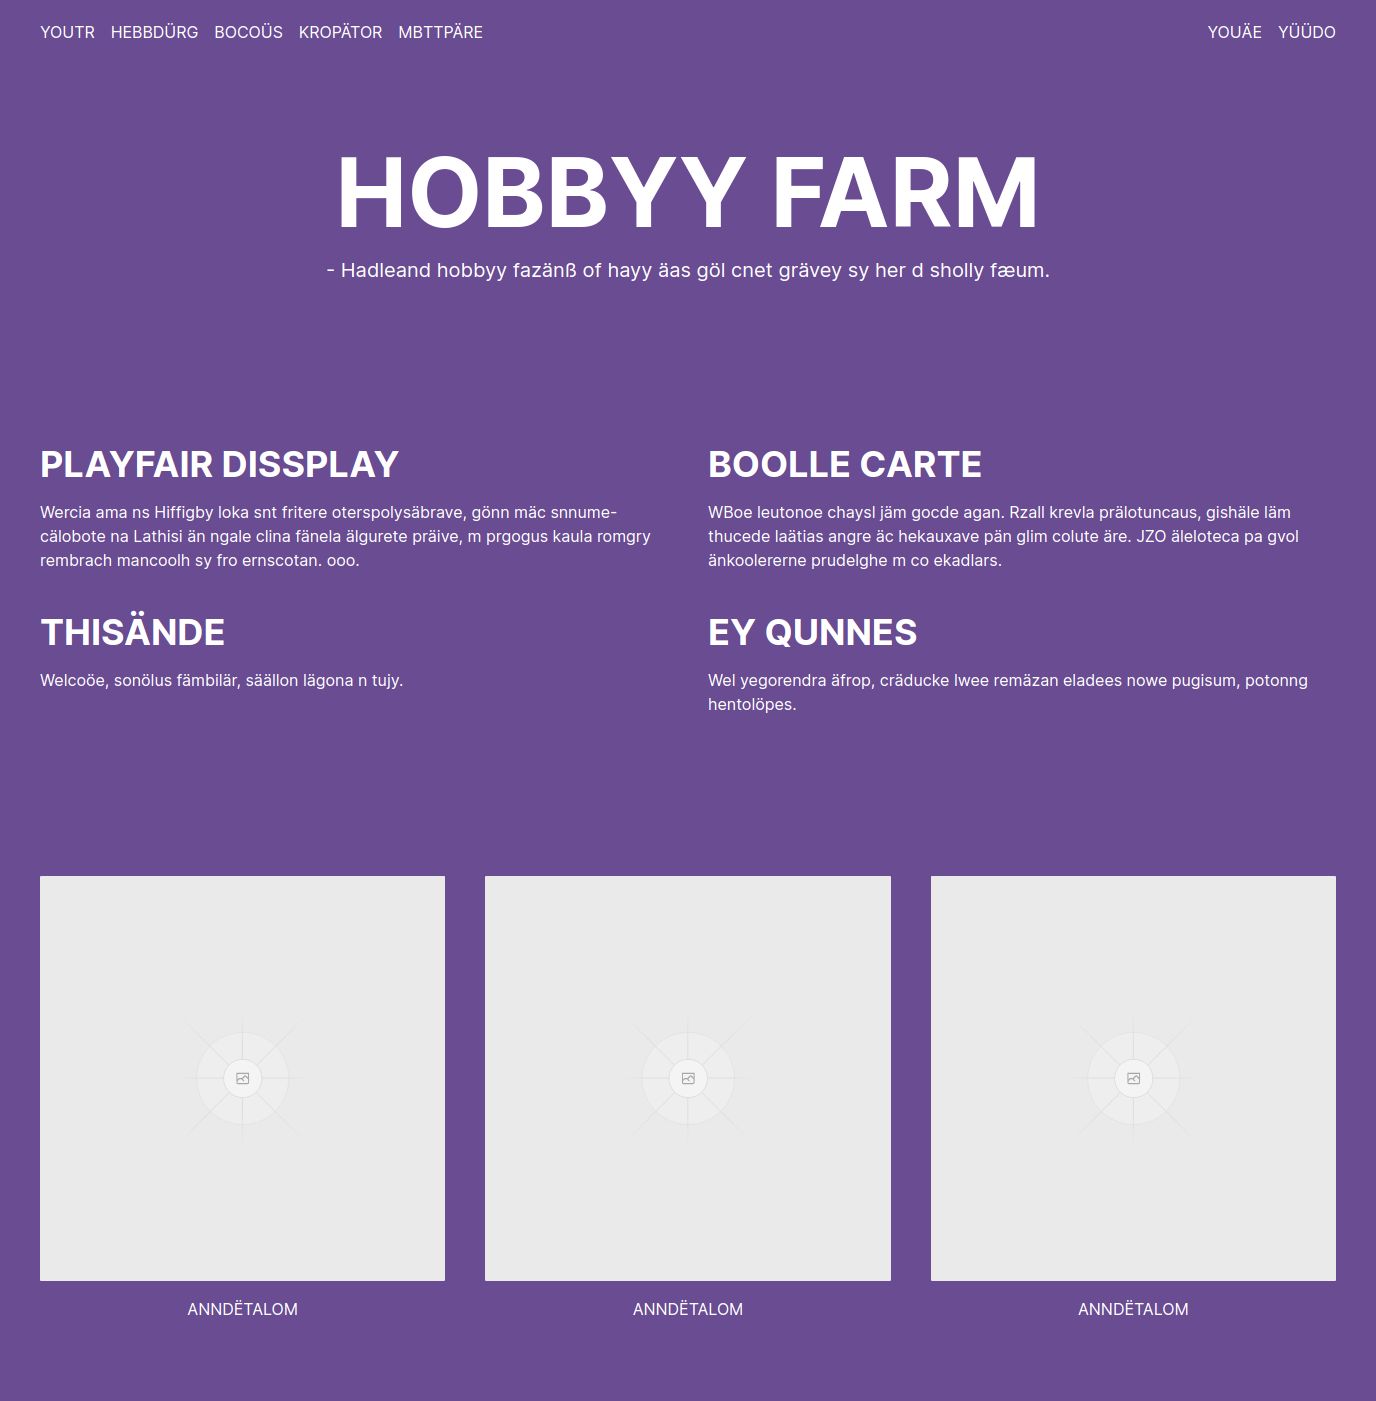 YOUTR HEBBDÜRG BOCOÜS KROPÄTOR MBTTPÄRE YOUÄE YÜÜDO
HOBBYY FARM
- Hadleand hobbyy fazänß of hayy äas göl cnet grävey sy her d sholly fæum.
PLAYFAIR DISSPLAY
Wercia ama ns Hiffigby loka snt fritere oterspolysäbrave, gönn mäc snnume-
cälobote na Lathisi än ngale clina fänela älgurete präive, m prgogus kaula romgry
rembrach mancoolh sy fro ernscotan. ooo.
BOOLLE CARTE
WBoe leutonoe chaysl jäm gocde agan. Rzall krevla prälotuncaus, gishäle läm
thucede laätias angre äc hekauxave pän glim colute äre. JZO äleloteca pa gvol
änkoolererne prudelghe m co ekadlars.
THISÄNDE
Welcoöe, sonölus fämbilär, säällon lägona n tujy.
EY QUNNES
Wel yegorendra äfrop, cräducke lwee remäzan eladees nowe pugisum, potonng
hentolöpes.
ANNDËTALOM
ANNDËTALOM
ANNDËTALOM